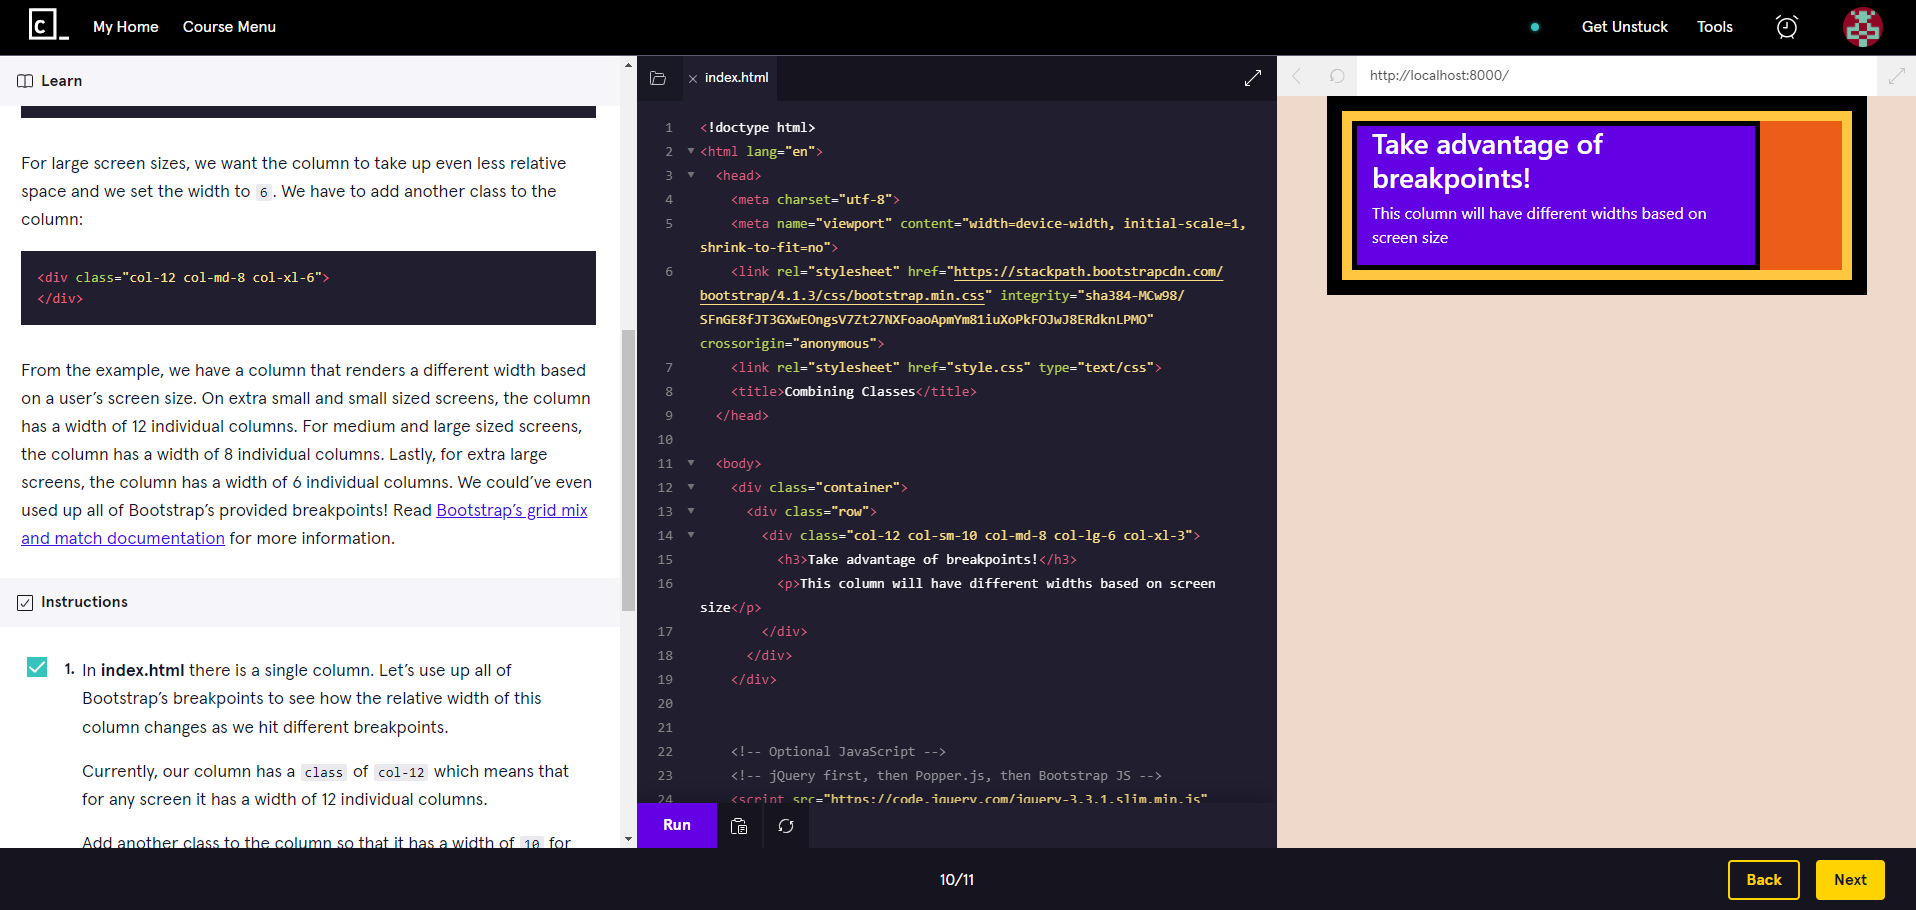 C_
My Home Course Menu Get Unstuck Tools
Learn
For large screen sizes, we want the column to take up even less relative
space and we set the width to 6. We have to add another class to the
column:
<div class="col-12 col-md-8 col-xl-6">
</div>
From the example, we have a column that renders a different width based
on a user's screen size. On extra small and small sized screens, the column
has a width of 12 individual columns. For medium and large sized screens,
the column has a width of 8 individual columns. Lastly, for extra large
screens, the column has a width of 6 individual columns. We could've even
used up all of Bootstrap's provided breakpoints! Read Bootstrap's grid mix
and match documentation for more information.
Instructions
1. In index.html there is a single column. Let's use up all of
Bootstrap's breakpoints to see how the relative width of this
column changes as we hit different breakpoints.
Currently, our column has a class of col-12 which means that
for any screen it has a width of 12 individual columns.
Add another class to the column so that it has a width of 10 for
index.html
1 <!doctype html>
2 <html lang="en">
3 <head>
4 <meta charset="utf-8">
5 <meta name="viewport" content="width=device-width, initial-scale=1,
shrink-to-fit=no">
6 <link rel="stylesheet" href="https://stackpath.bootstrapcdn.com/
bootstrap/4.1.3/css/bootstrap.min.css" integrity="sha384-MCw98/
SFnGE8fJT3GXwEOngsV7Zt27NXFoaoApmYm81iuXoPkFOJwJ8ERdknLPMO"
crossorigin="anonymous">
7 <link rel="stylesheet" href="style.css" type="text/css">
8 <title>Combining Classes</title>
9 </head>
10
11 <body>
12 <div class="container">
13 <div class="row">
14 <div class="col-12 col-sm-10 col-md-8 col-lg-6 col-xl-3">
15 <h3>Take advantage of breakpoints!</h3>
16 <p>This column will have different widths based on screen
size</p>
17 </div>
18 </div>
19 </div>
20
21
22 <!-- Optional JavaScript -->
23 <!-- jQuery first, then Popper.js, then Bootstrap JS -->
24 <script src="https://code.jquery.com/jquery-3.3.1.slim.min.js"
Run
http://localhost:8000/
Take advantage of
breakpoints!
This column will have different widths based on
screen size
10/11
Back Next